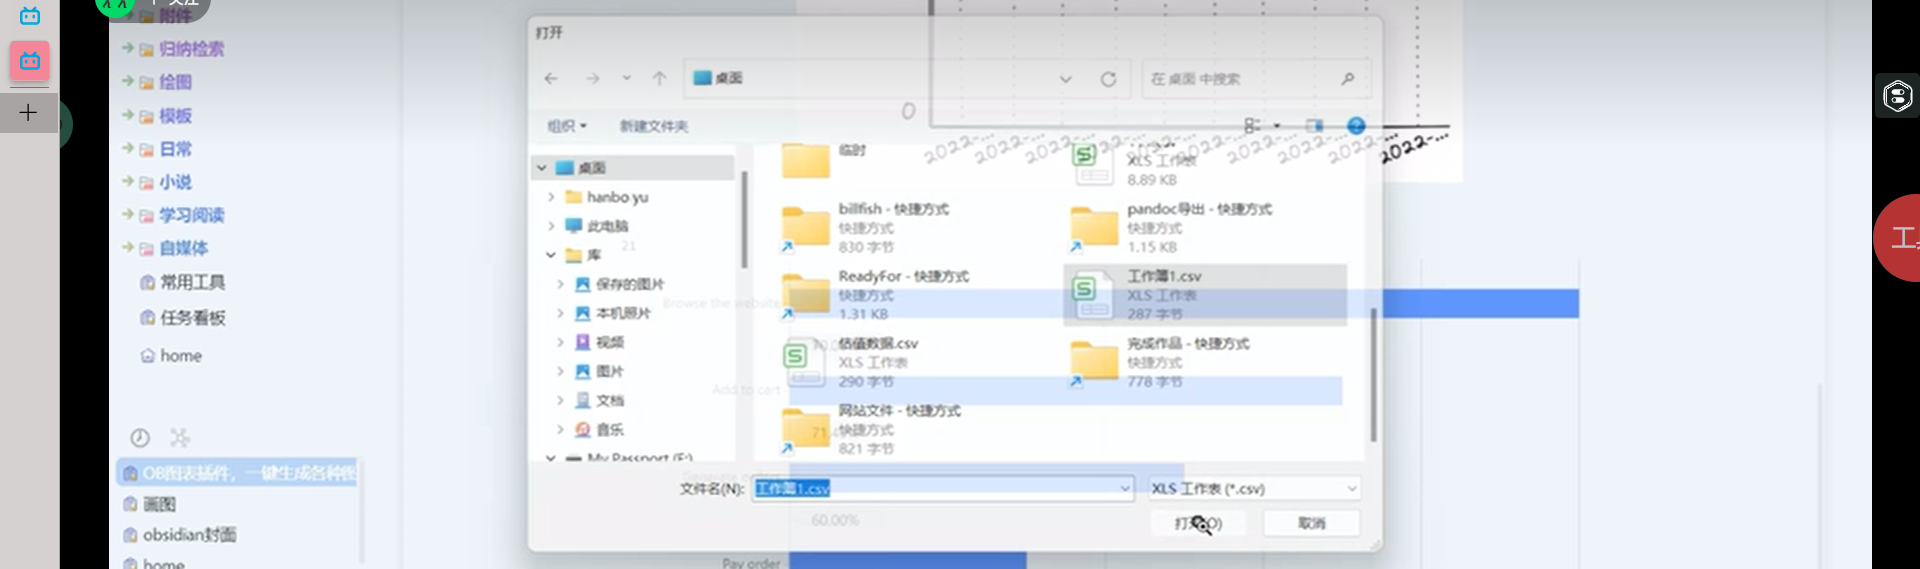 关注
附件
归纳检索
绘图
模板
日常
小说
学习阅读
自媒体
常用工具
任务看板
home
OB图表插件，一键生成各种图
画图
obsidian封面
home
打开
桌面
在 桌面 中搜索
组织
新建文件夹
0
2022-...
2022-...
2022-...
2022-...
2022-...
2022-...
2022-...
2022-...
2022-...
2022-...
桌面
hanbo yu
此电脑
21
库
保存的图片
本机照片
视频
图片
文档
音乐
My Passport (F:)
临时
XLS 工作表
8.89 KB
billfish - 快捷方式
快捷方式
830 字节
pandoc导出 - 快捷方式
快捷方式
1.15 KB
ReadyFor - 快捷方式
快捷方式
1.31 KB
工作簿1.csv
XLS 工作表
287 字节
估值数据.csv
XLS 工作表
290 字节
完成作品 - 快捷方式
快捷方式
778 字节
网站文件 - 快捷方式
快捷方式
821 字节
Browse the website
Add to cart
60.00%
Pay order
文件名(N):
工作簿1.csv
XLS 工作表 (*.csv)
取消